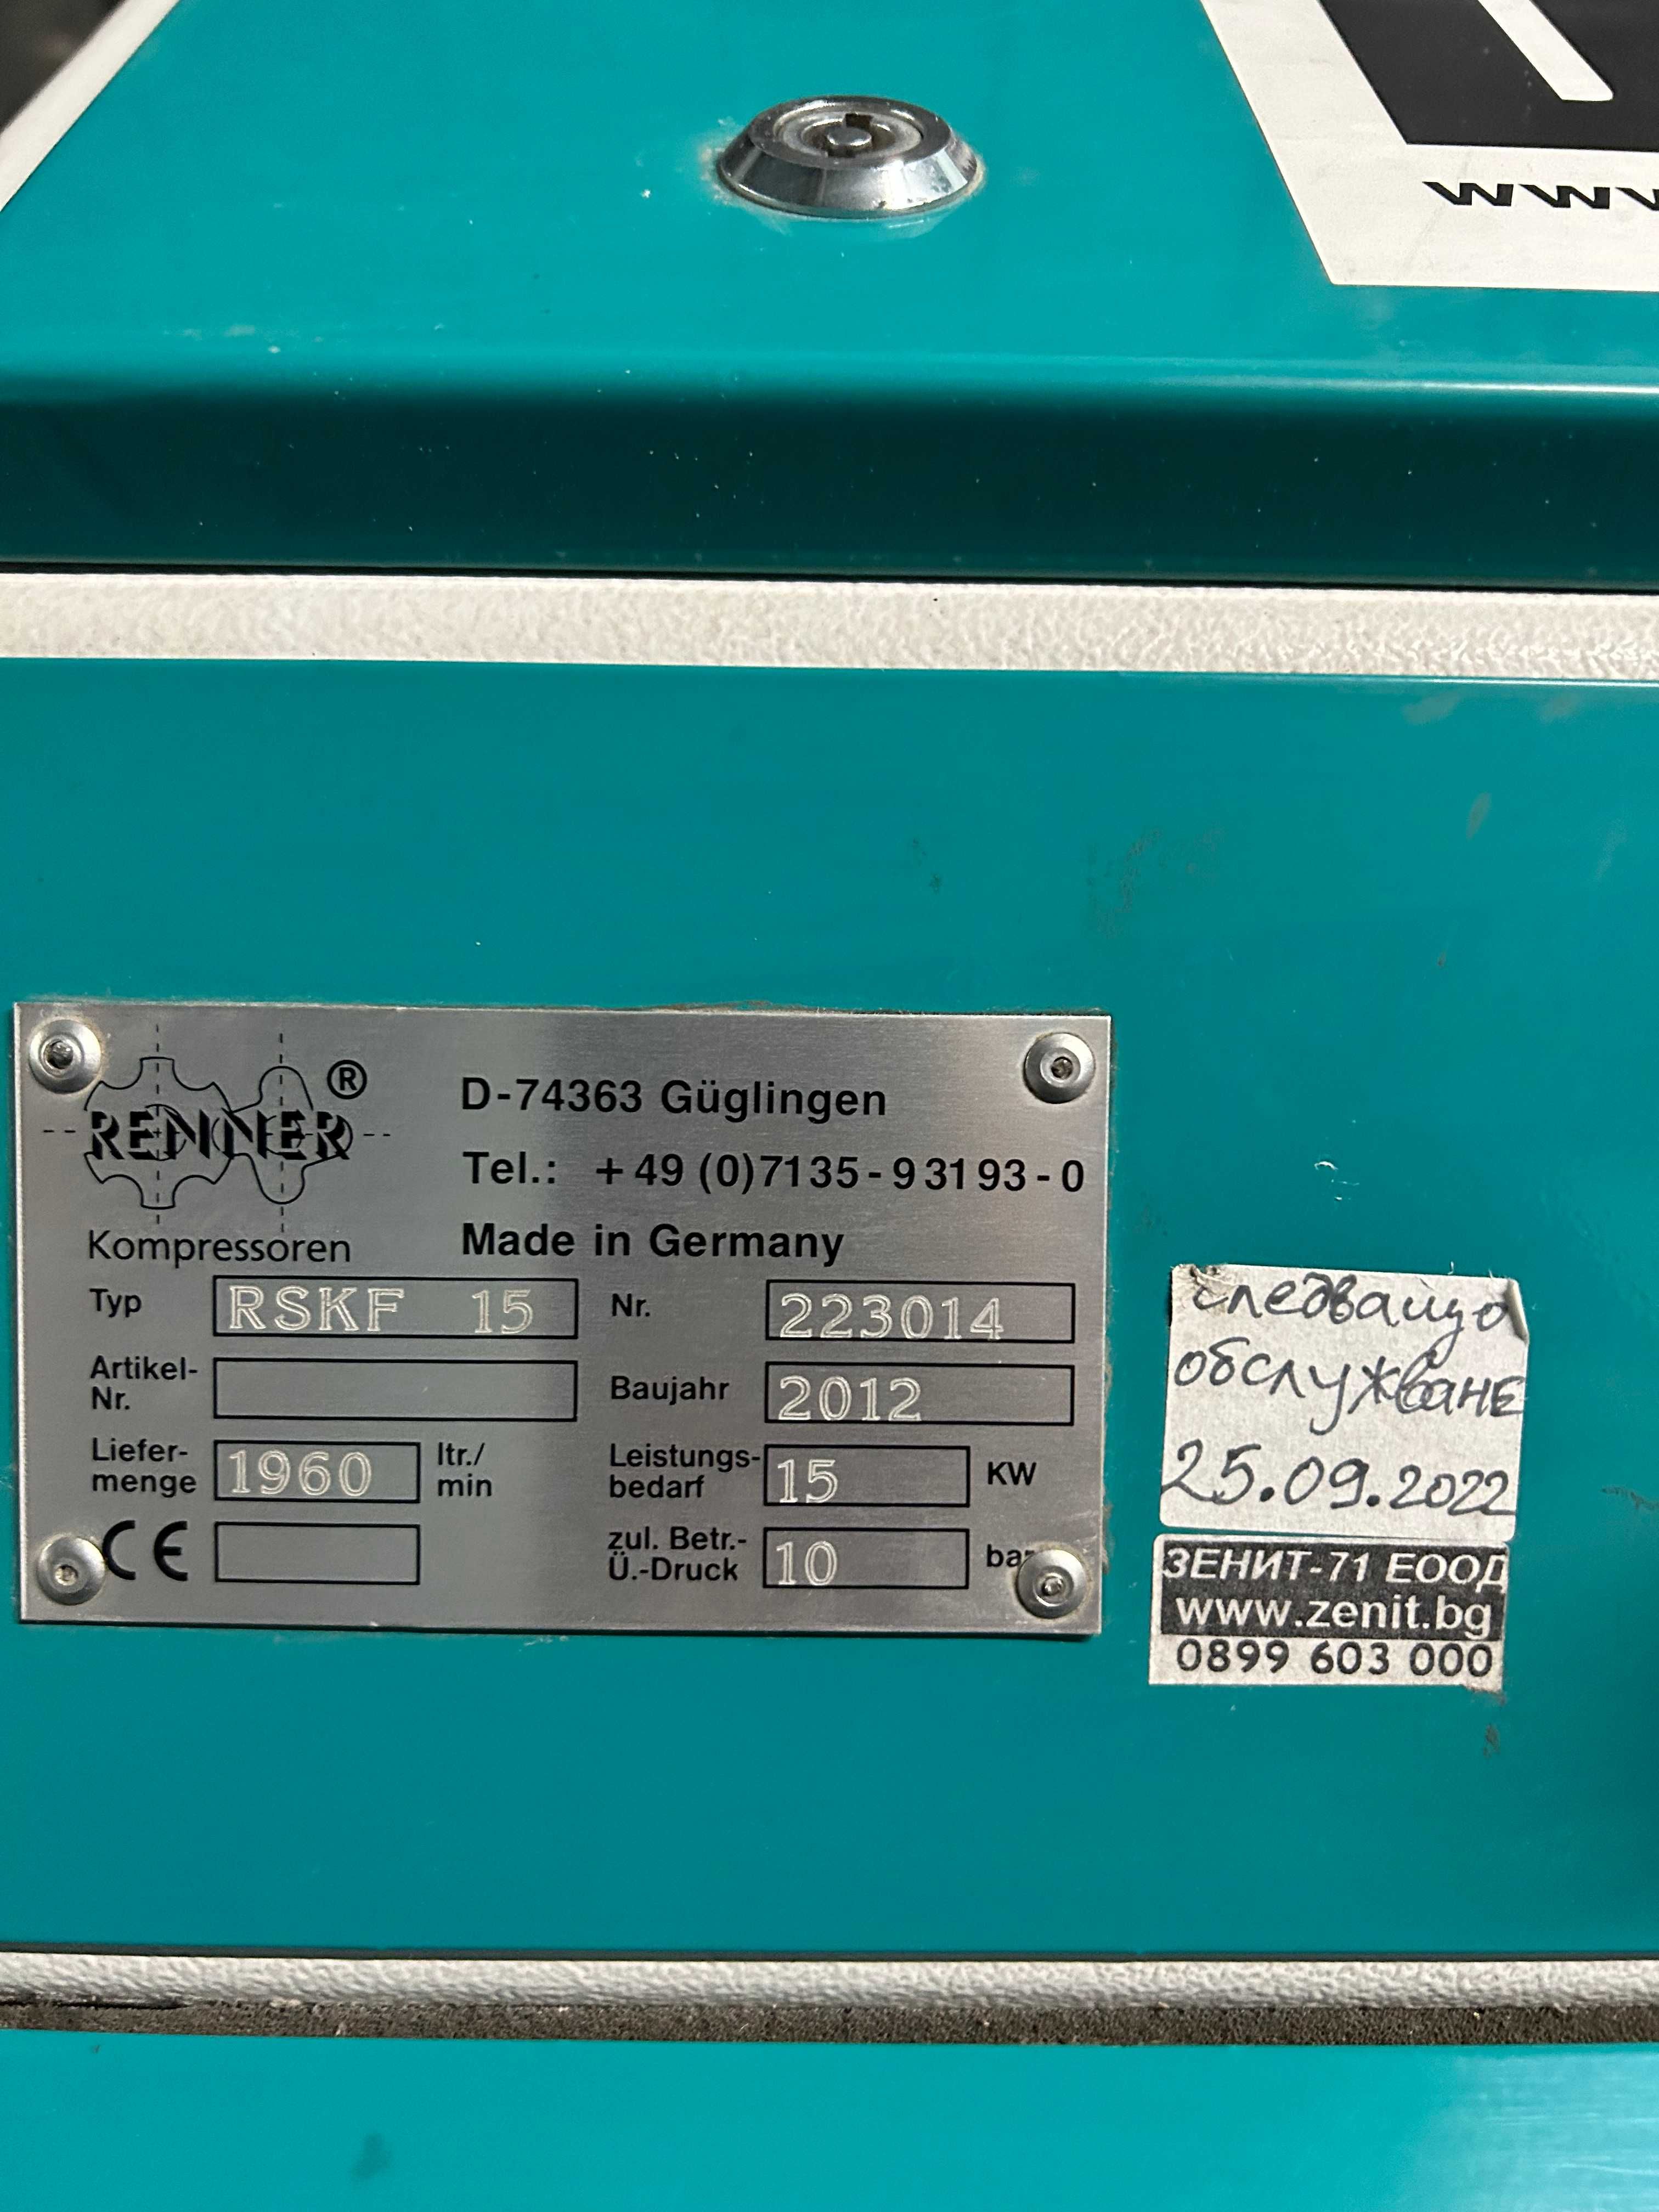 www
RENNER®
Kompressoren
D-74363 Güglingen
Tel.: +49 (0)7135-93193-0
Made in Germany
Typ RSKF 15 Nr. 223014
Artikel-
Nr.
Baujahr 2012
Liefer-
menge 1960 ltr./
min
Leistungs-
bedarf 15 KW
CE
zul. Betr.-
Ü.-Druck 10 bar
следващо
обслужване
25.09.2022
ЗЕНИТ-71 ЕООД
www.zenit.bg
0899 603 000